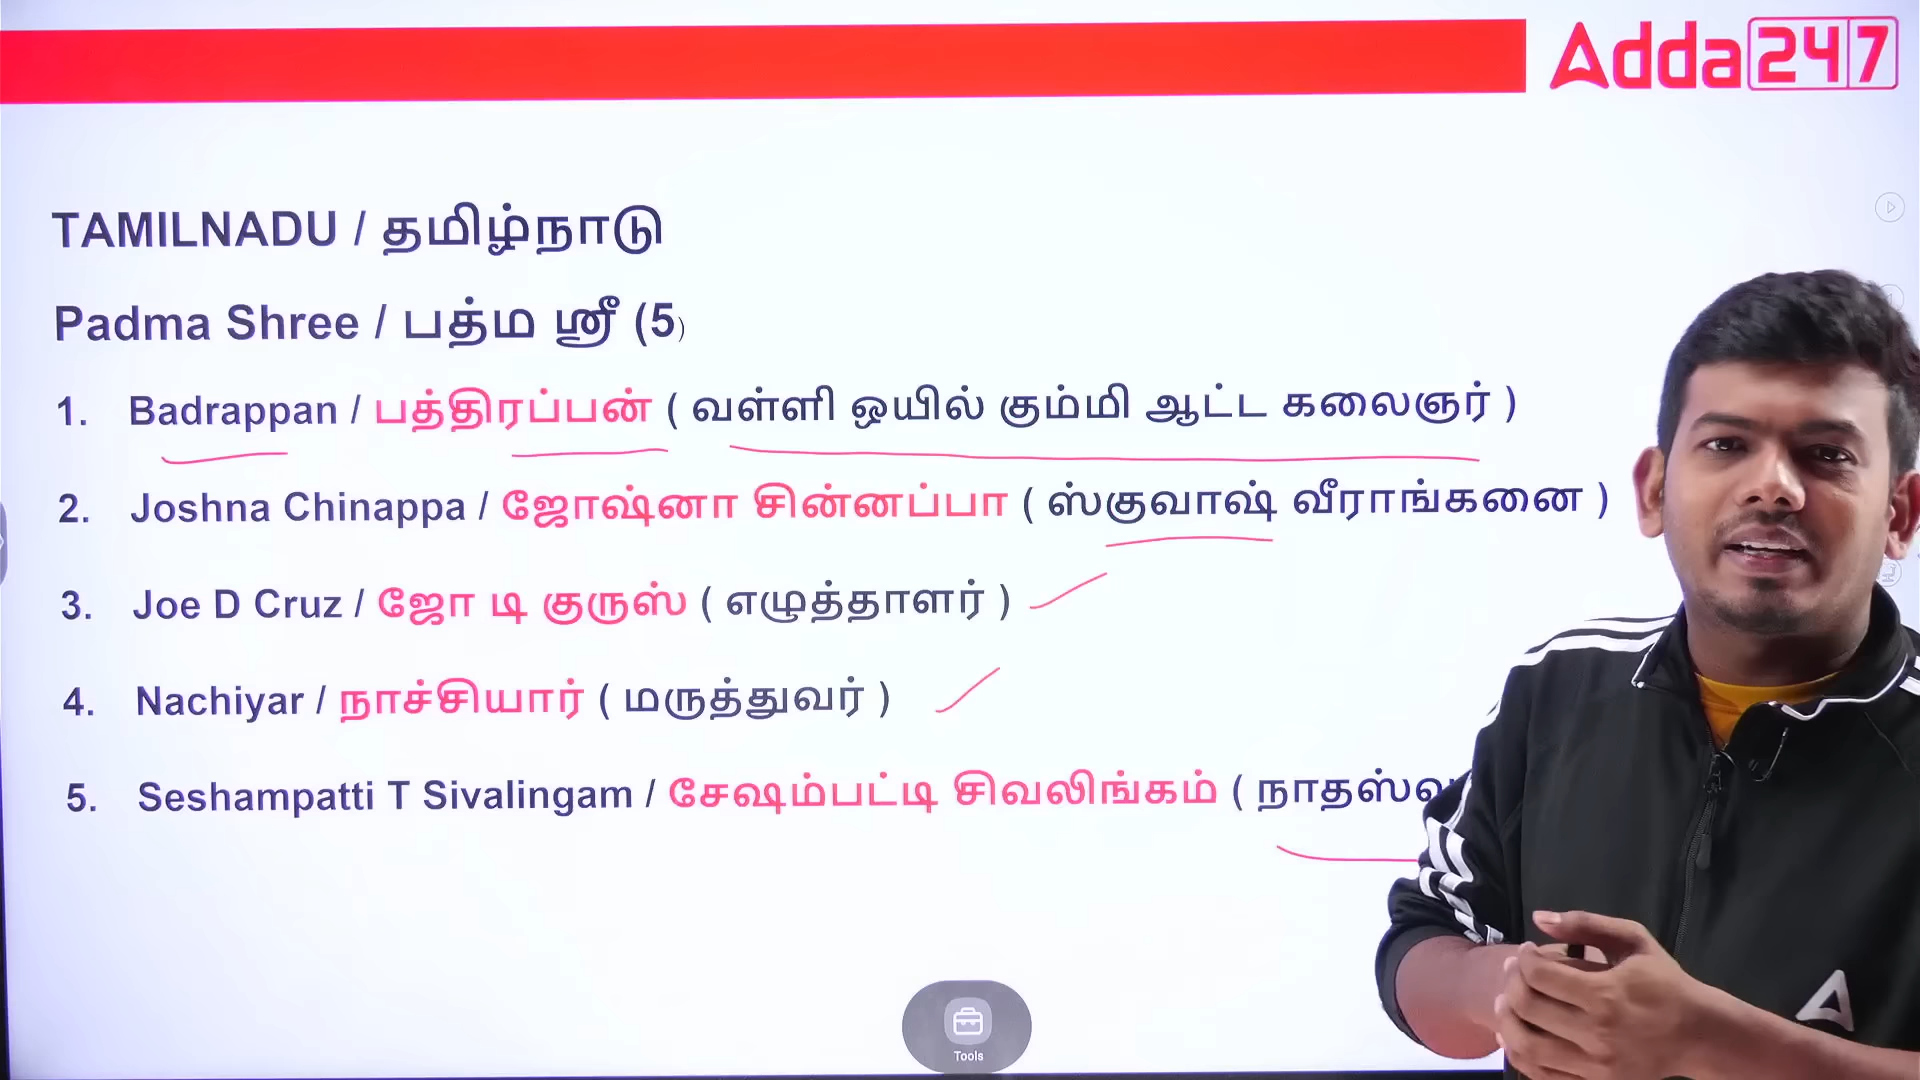 Adda247
TAMILNADU / தமிழ்நாடு
Padma Shree / பத்ம ஸ்ரீ (5)
1. Badrappan / பத்திரப்பன் ( வள்ளி ஒயில் கும்மி ஆட்ட கலைஞர் )
2. Joshna Chinappa / ஜோஷ்னா சின்னப்பா ( ஸ்குவாஷ் வீராங்கனை )
3. Joe D Cruz / ஜோ டி குருஸ் ( எழுத்தாளர் )
4. Nachiyar / நாச்சியார் ( மருத்துவர் )
5. Seshampatti T Sivalingam / சேஷம்பட்டி சிவலிங்கம் (
Tools